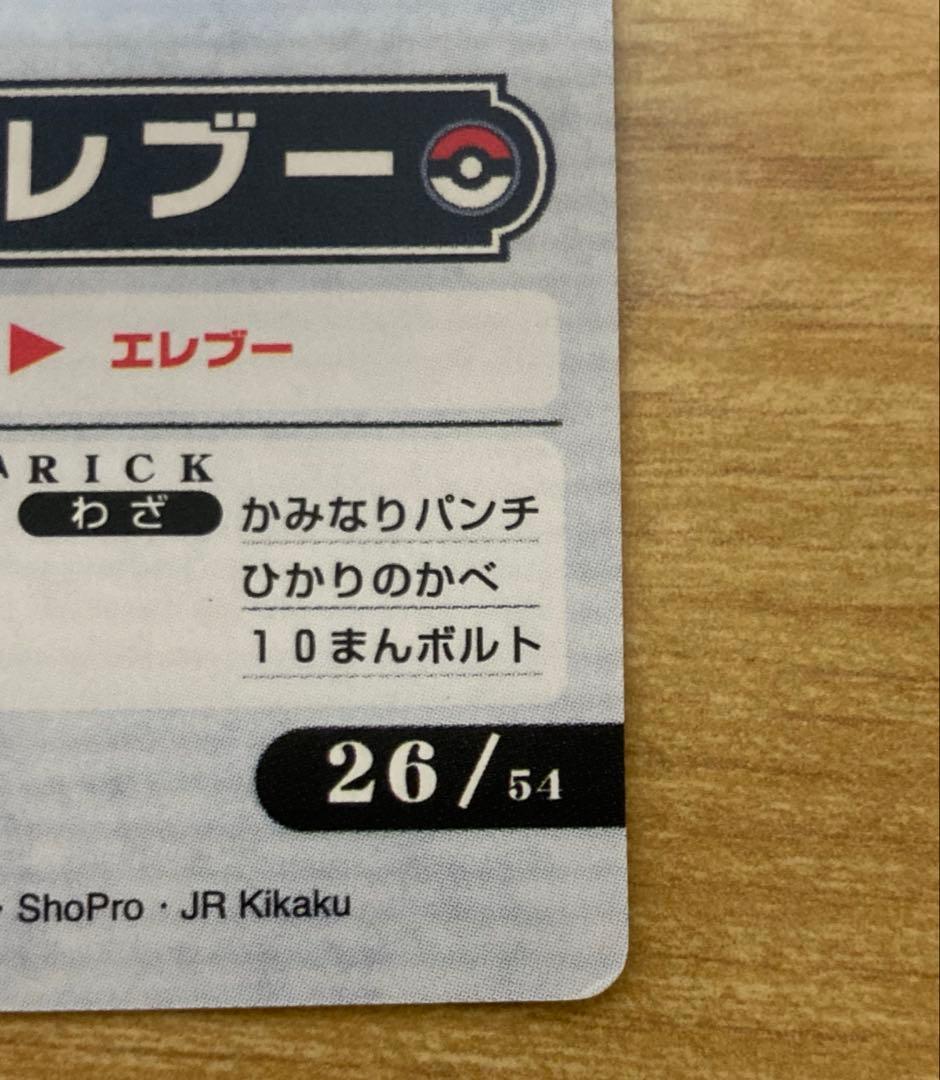 レブー
▶ エレブー
RICK
わざ かみなりパンチ
ひかりのかべ
10まんボルト
26/54
· ShoPro · JR Kikaku